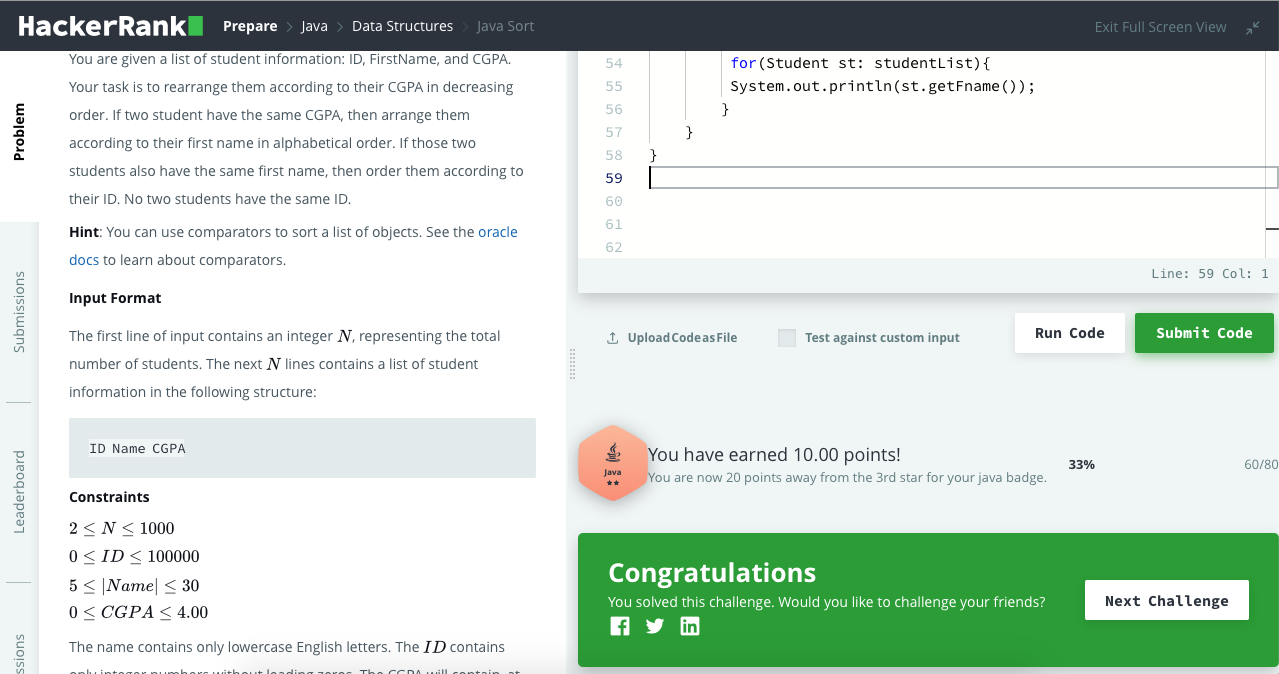 HackerRank Prepare > Java > Data Structures > Java Sort Exit Full Screen View
Problem
Submissions
Leaderboard
You are given a list of student information: ID, FirstName, and CGPA.
Your task is to rearrange them according to their CGPA in decreasing
order. If two student have the same CGPA, then arrange them
according to their first name in alphabetical order. If those two
students also have the same first name, then order them according to
their ID. No two students have the same ID.
Hint: You can use comparators to sort a list of objects. See the oracle
docs to learn about comparators.
Input Format
The first line of input contains an integer N, representing the total
number of students. The next N lines contains a list of student
information in the following structure:
ID Name CGPA
Constraints
2 ≤ N ≤ 1000
0 ≤ ID ≤ 100000
5 ≤ |Name| ≤ 30
0 ≤ CGPA ≤ 4.00
The name contains only lowercase English letters. The ID contains
only integer numbers without leading zeros. The CGPA will contain, at
54 for(Student st: studentList){
55 System.out.println(st.getFname());
56 }
57 }
58 }
59
60
61
62
Line: 59 Col: 1
Upload Code as File Test against custom input Run Code Submit Code
Java
You have earned 10.00 points!
You are now 20 points away from the 3rd star for your java badge.
33% 60/80
Congratulations
You solved this challenge. Would you like to challenge your friends?
Next Challenge